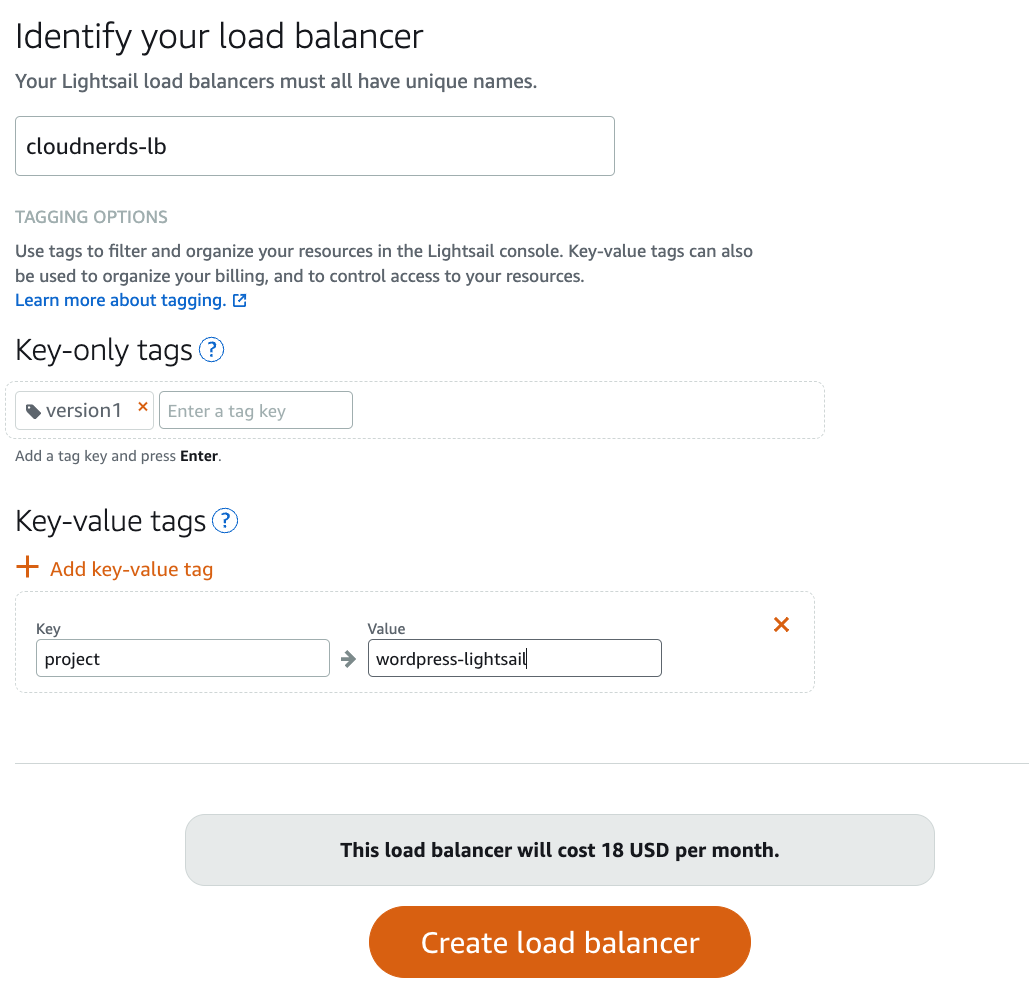 Identify your load balancer
Your Lightsail load balancers must all have unique names.
cloudnerds-lb
TAGGING OPTIONS
Use tags to filter and organize your resources in the Lightsail console. Key-value tags can also
be used to organize your billing, and to control access to your resources.
Learn more about tagging.
Key-only tags ?
version1 × Enter a tag key
Add a tag key and press Enter.
Key-value tags ?
+ Add key-value tag
Key Value
project → wordpress-lightsail
This load balancer will cost 18 USD per month.
Create load balancer